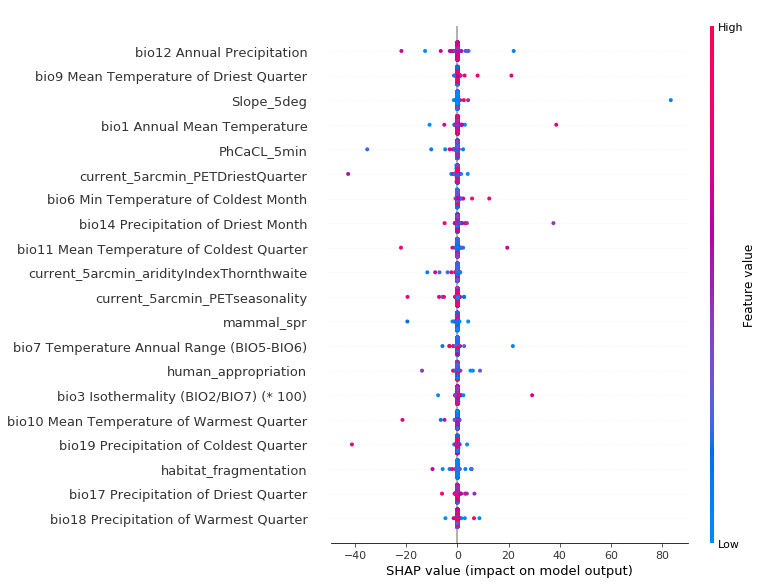 High
bio12 Annual Precipitation
bio9 Mean Temperature of Driest Quarter
Slope_5deg
bio1 Annual Mean Temperature
PhCaCL_5min
current_5arcmin_PETDriestQuarter
bio6 Min Temperature of Coldest Month
bio14 Precipitation of Driest Month
bio11 Mean Temperature of Coldest Quarter
current_5arcmin_aridityIndexThornthwaite
current_5arcmin_PETseasonality
mammal_spr
bio7 Temperature Annual Range (BIO5-BIO6)
human_appropriation
bio3 Isothermality (BIO2/BIO7) (* 100)
bio10 Mean Temperature of Warmest Quarter
bio19 Precipitation of Coldest Quarter
habitat_fragmentation
bio17 Precipitation of Driest Quarter
bio18 Precipitation of Warmest Quarter
Feature value
Low
−40 −20 0 20 40 60 80
SHAP value (impact on model output)